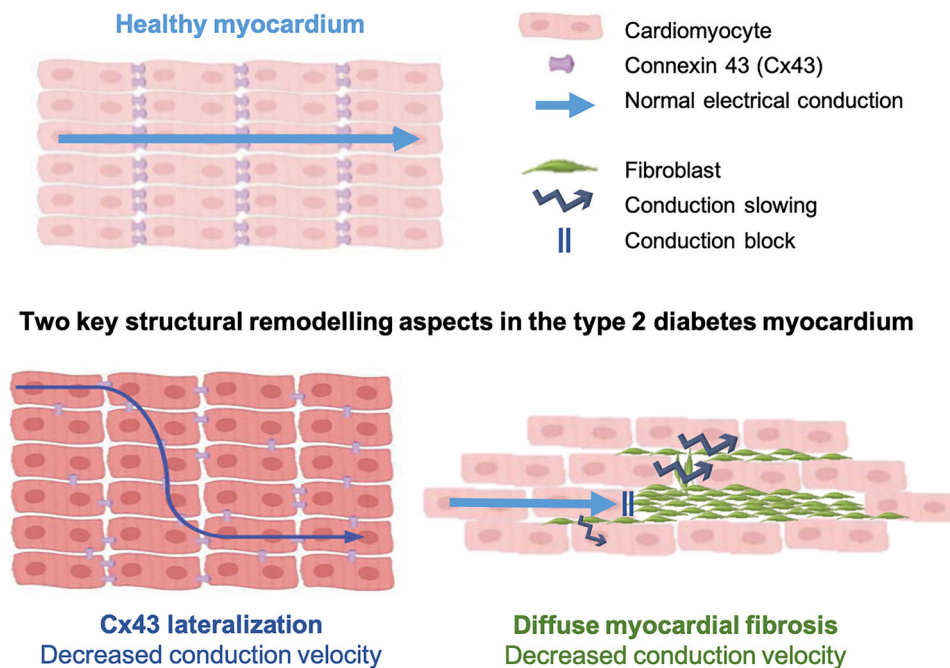 Healthy myocardium
Cardiomyocyte
Connexin 43 (Cx43)
Normal electrical conduction
Fibroblast
Conduction slowing
Conduction block
Two key structural remodelling aspects in the type 2 diabetes myocardium
Cx43 lateralization
Decreased conduction velocity
Diffuse myocardial fibrosis
Decreased conduction velocity